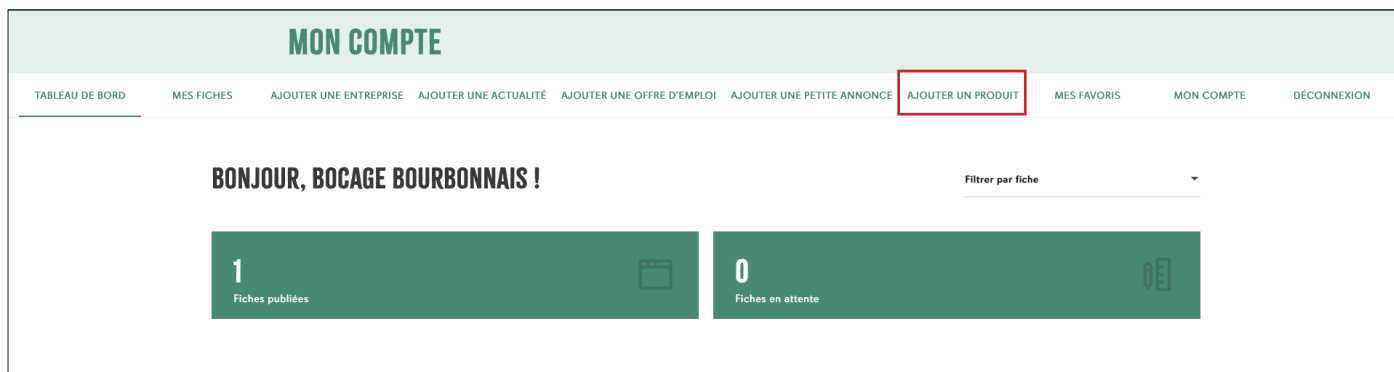 MON COMPTE
TABLEAU DE BORD MES FICHES AJOUTER UNE ENTREPRISE AJOUTER UNE ACTUALITÉ AJOUTER UNE OFFRE D'EMPLOI AJOUTER UNE PETITE ANNONCE AJOUTER UN PRODUIT MES FAVORIS MON COMPTE DÉCONNEXION
BONJOUR, BOCAGE BOURBONNAIS !
Filtrer par fiche
1
Fiches publiées
0
Fiches en attente